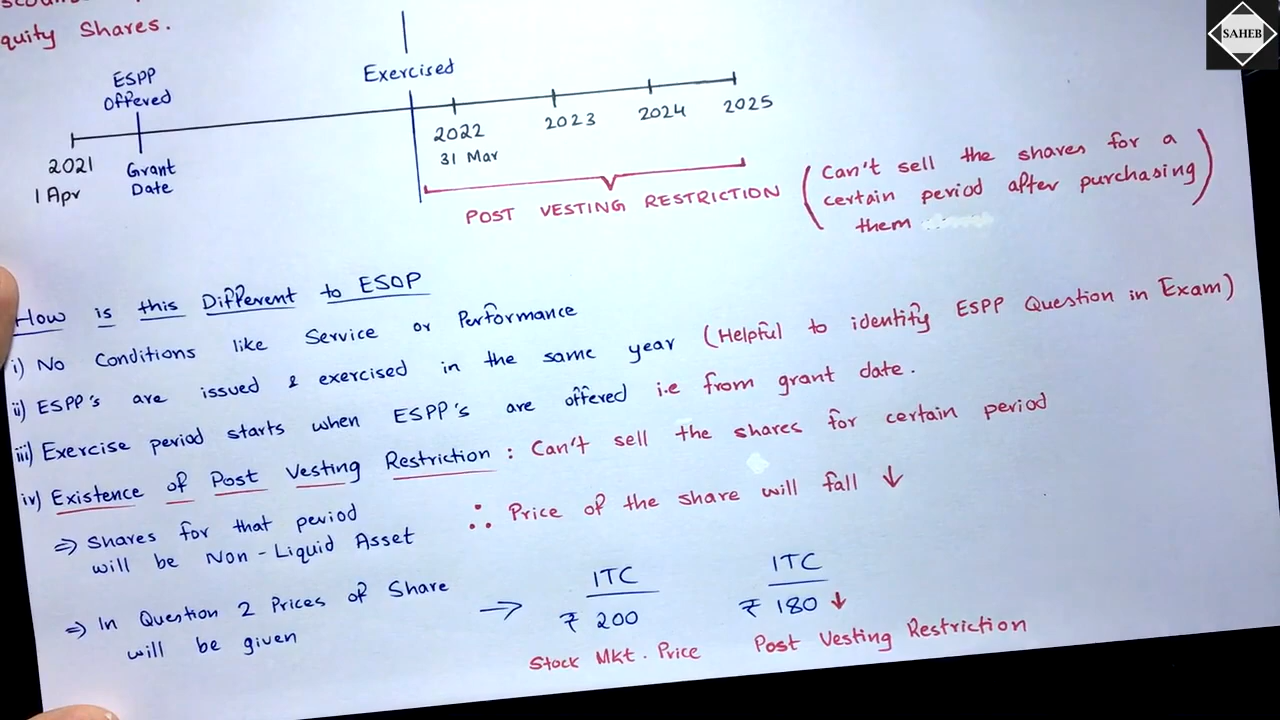 quity Shares.
SAHEB
ESPP
Offered
Exercised
2021
1 Apr
Grant
Date
2022
31 Mar
2023
2024
2025
POST VESTING RESTRICTION
(Can't sell the shares for a
certain period after purchasing
them)
How is this Different to ESOP
i) No Conditions like Service or Performance
ii) ESPP's are issued & exercised in the same year (Helpful to identify ESPP Question in Exam)
iii) Exercise period starts when ESPP's are offered i.e from grant date.
iv) Existence of Post Vesting Restriction : Can't sell the shares for certain period
⇒ Shares for that period
will be Non-Liquid Asset
∴ Price of the share will fall ↓
⇒ In Question 2 Prices of Share
will be given
→
ITC
₹ 200
Stock Mkt. Price
ITC
₹ 180 ↓
Post Vesting Restriction